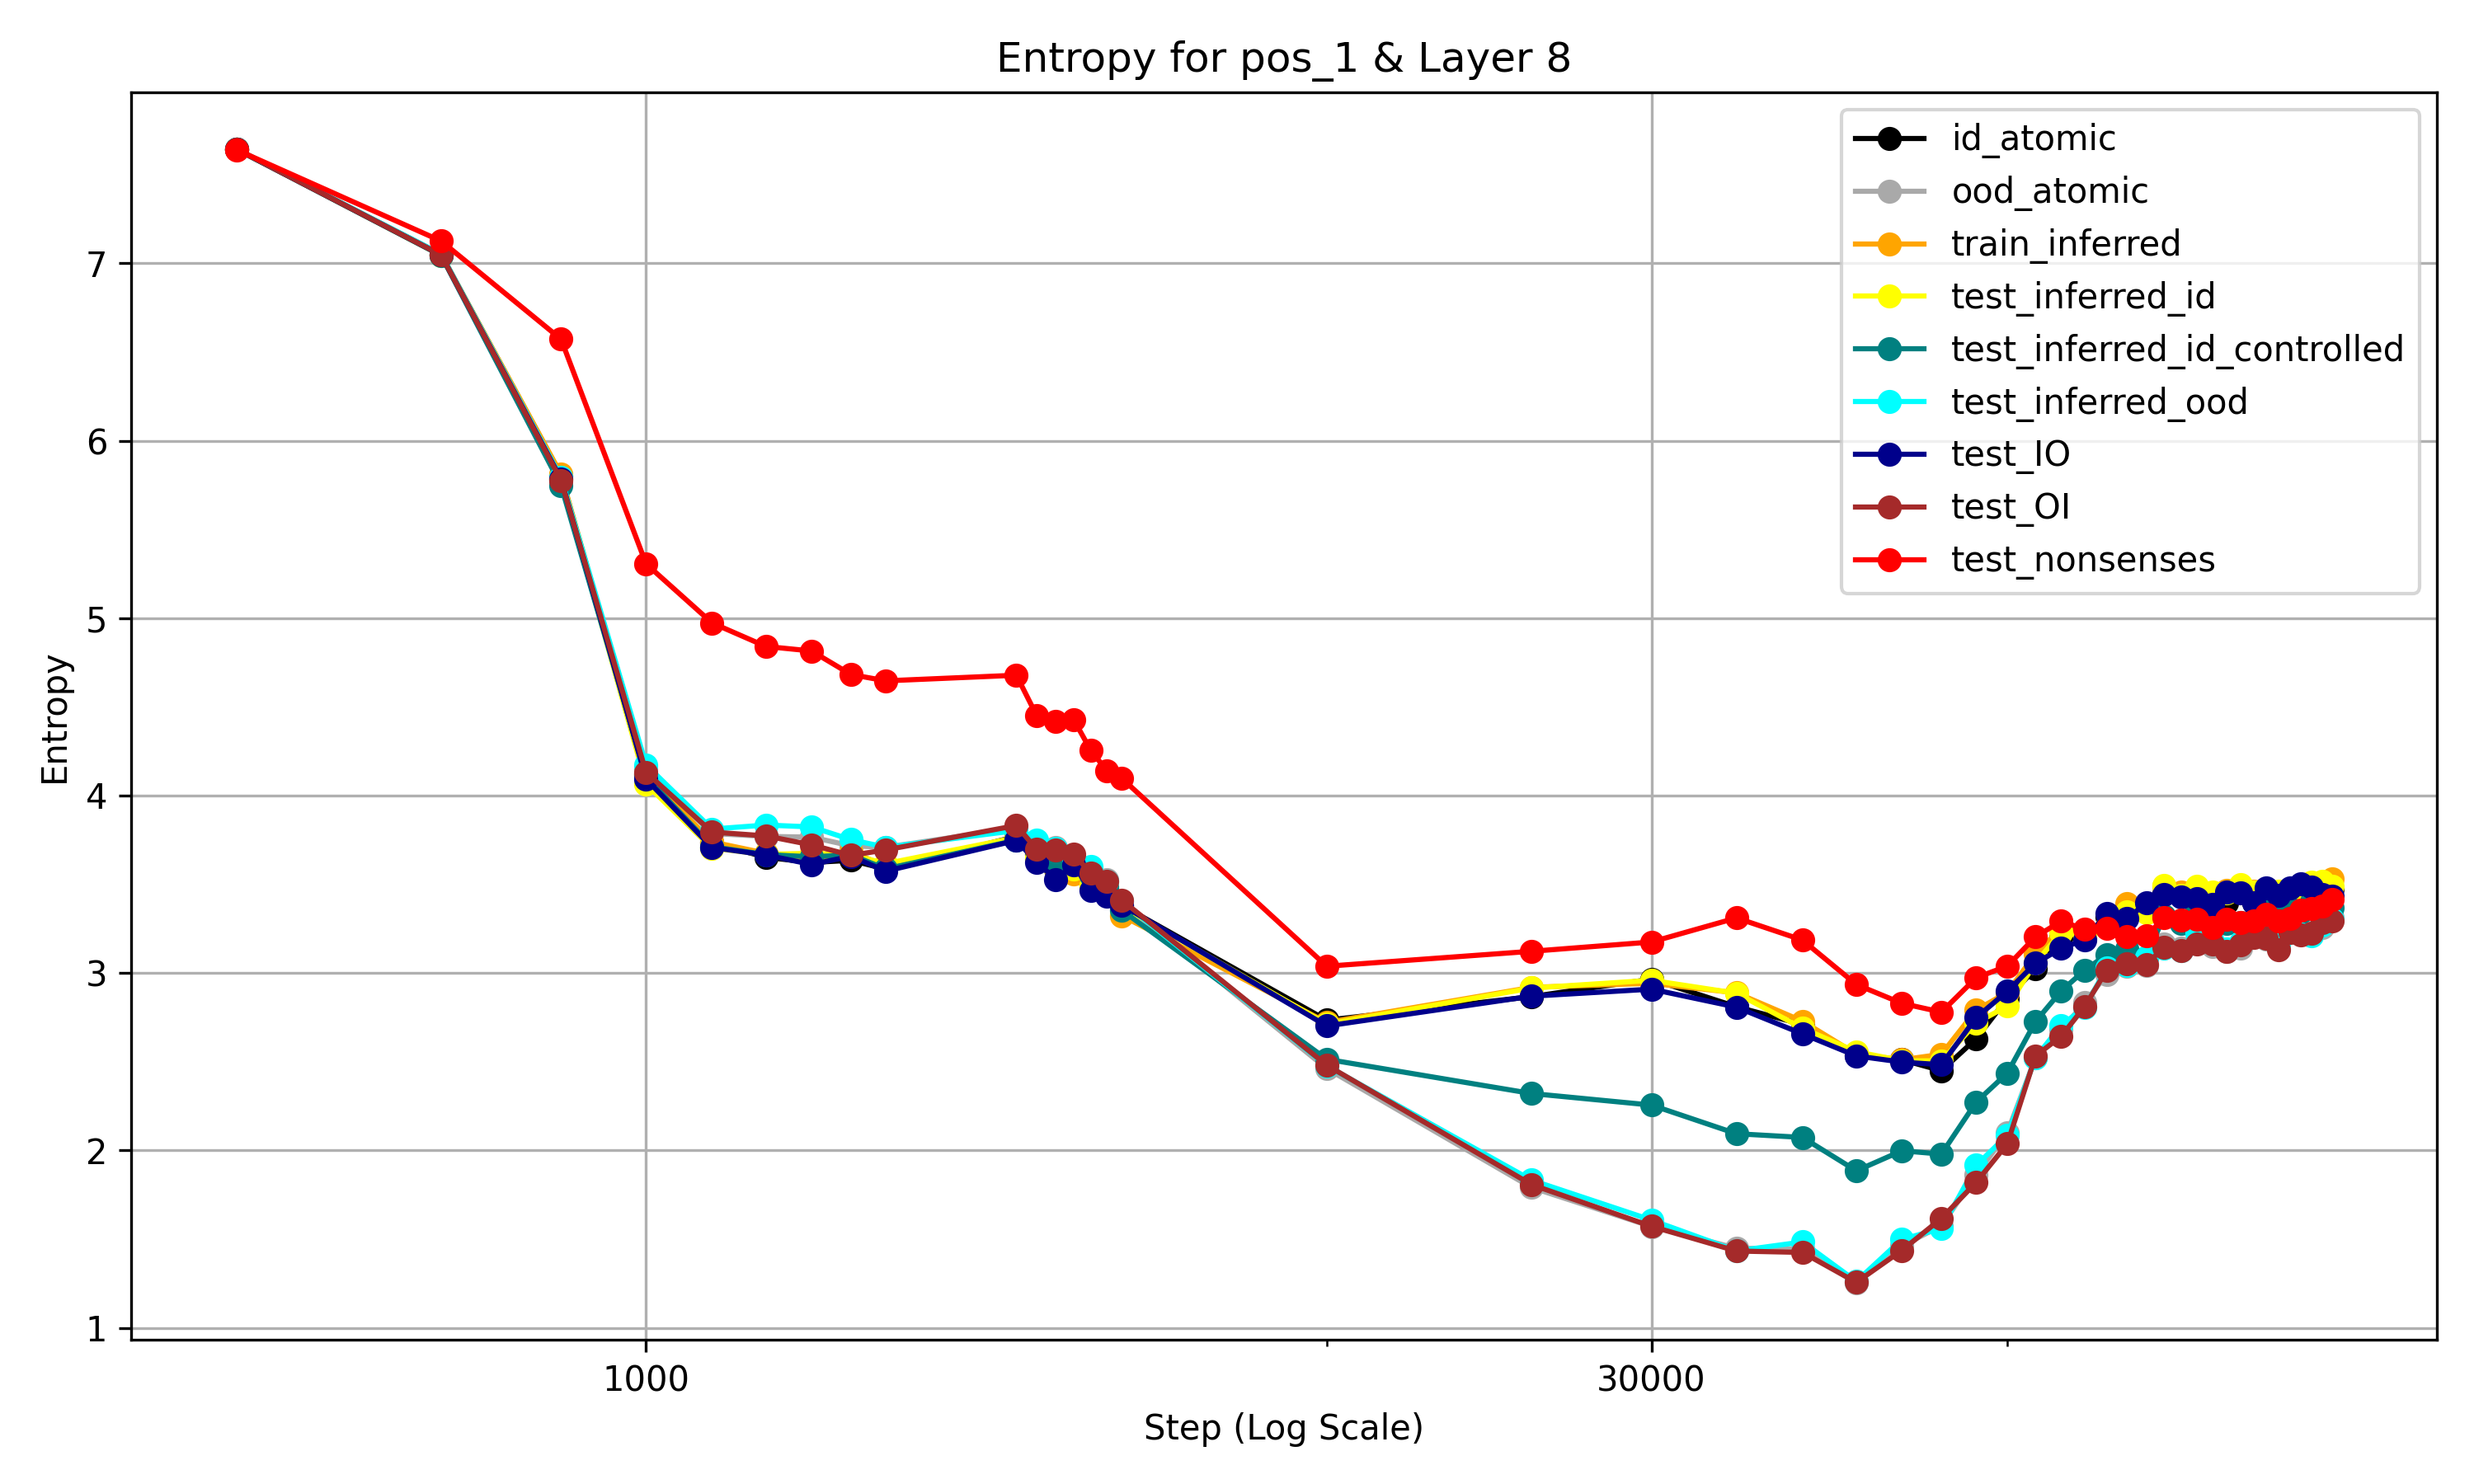 Entropy for pos_1 & Layer 8
id_atomic
ood_atomic
train_inferred
test_inferred_id
test_inferred_id_controlled
test_inferred_ood
test_IO
test_OI
test_nonsenses
7
6
5
4
3
2
1
Entropy
1000
30000
Step (Log Scale)